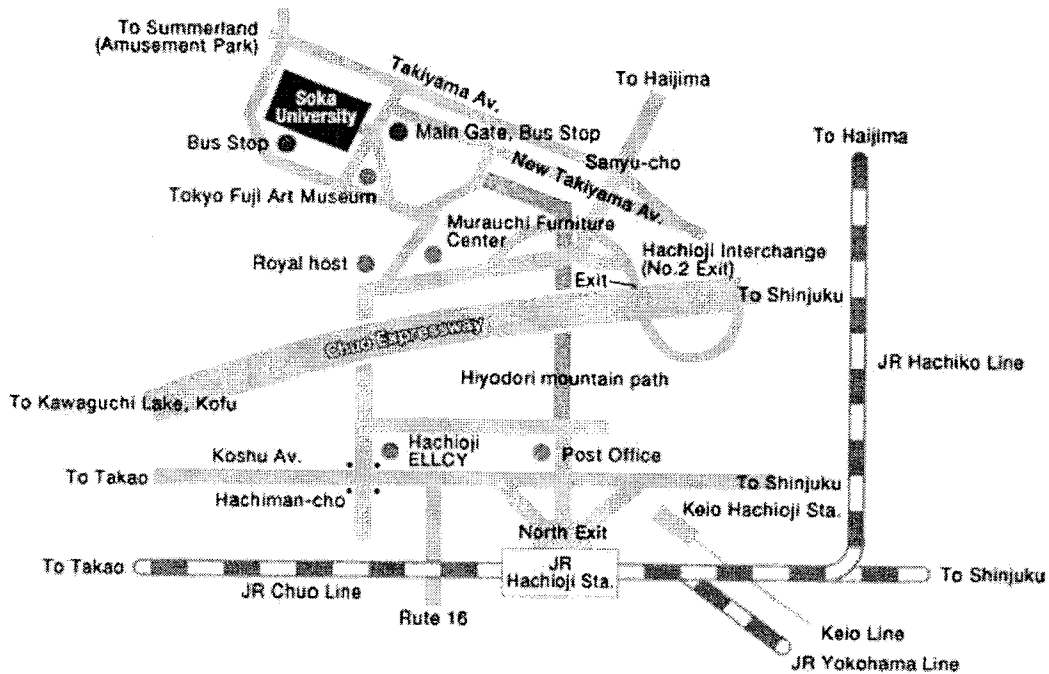 To Summerland
(Amusement Park)
Takiyama Av.
To Haijima
Soka
University
Main Gate, Bus Stop
To Haijima
Bus Stop
Sanyu-cho
New Takiyama Av.
Tokyo Fuji Art Museum
Murauchi Furniture
Center
Hachioji Interchange
(No.2 Exit)
Royal host
Exit
To Shinjuku
Chuo Expressway
JR Hachiko Line
Hiyodori mountain path
To Kawaguchi Lake, Kofu
Hachioji
ELLCY
Koshu Av.
Post Office
To Takao
To Shinjuku
Hachiman-cho
Keio Hachioji Sta.
North Exit
To Takao
JR
Hachioji Sta.
To Shinjuku
JR Chuo Line
Rute 16
Keio Line
JR Yokohama Line